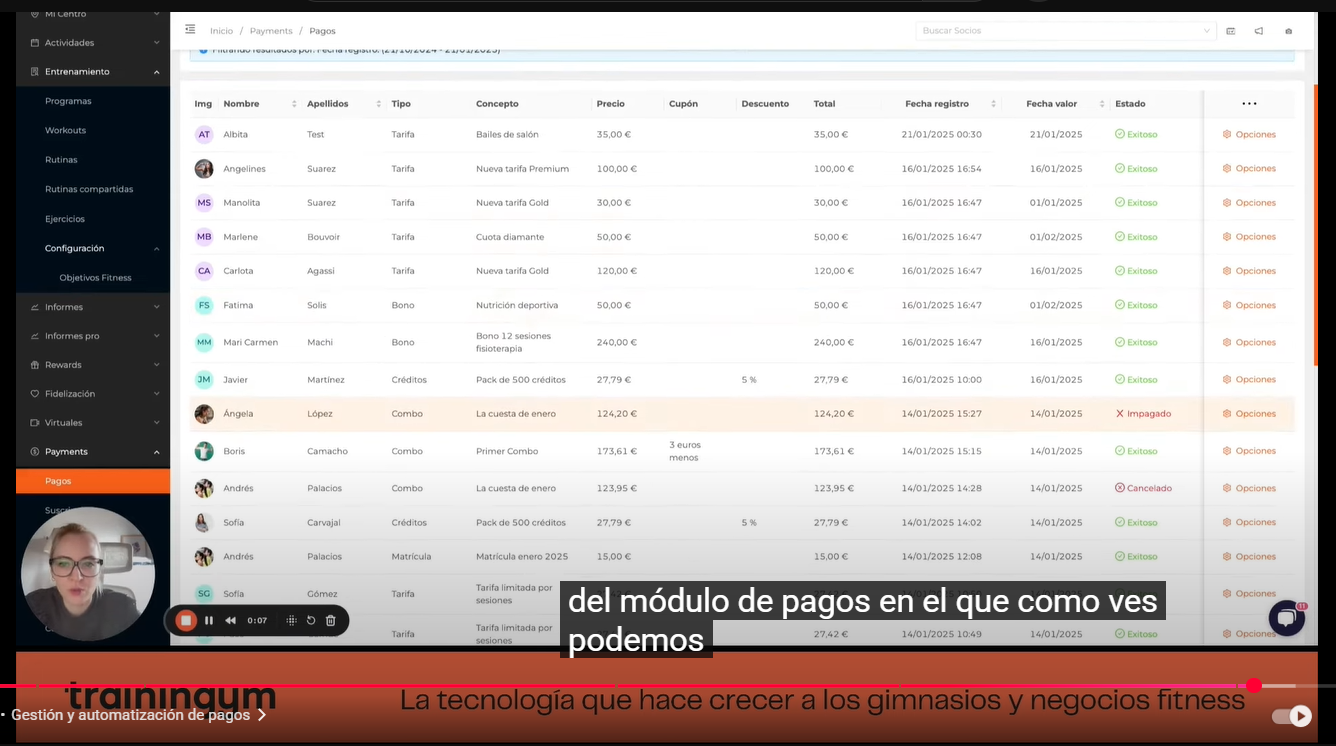 Mi Centro
Inicio / Payments / Pagos
Buscar Socios
Actividades
Filtrando resultados por: Fecha registro: (21/10/2024 - 21/01/2025)
Entrenamiento
Programas
Workouts
Rutinas
Rutinas compartidas
Ejercicios
Configuración
Objetivos Fitness
Informes
Informes pro
Rewards
Fidelización
Virtuales
Payments
Pagos
Img Nombre Apellidos Tipo Concepto Precio Cupón Descuento Total Fecha registro Fecha valor Estado ...
AT Albita Test Tarifa Bailes de salón 35,00 € 35,00 € 21/01/2025 00:30 21/01/2025 Exitoso Opciones
Angelines Suarez Tarifa Nueva tarifa Premium 100,00 € 100,00 € 16/01/2025 16:54 16/01/2025 Exitoso Opciones
MS Manolita Suarez Tarifa Nueva tarifa Gold 30,00 € 30,00 € 16/01/2025 16:47 01/01/2025 Exitoso Opciones
MB Marlene Bouvoir Tarifa Cuota diamante 50,00 € 50,00 € 16/01/2025 16:47 01/02/2025 Exitoso Opciones
CA Carlota Agassi Tarifa Nueva tarifa Gold 120,00 € 120,00 € 16/01/2025 16:47 16/01/2025 Exitoso Opciones
FS Fatima Solis Bono Nutrición deportiva 50,00 € 50,00 € 16/01/2025 16:47 01/02/2025 Exitoso Opciones
MM Mari Carmen Machi Bono Bono 12 sesiones
fisioterapia 240,00 € 240,00 € 16/01/2025 16:47 16/01/2025 Exitoso Opciones
JM Javier Martínez Créditos Pack de 500 créditos 27,79 € 5 % 27,79 € 16/01/2025 10:00 16/01/2025 Exitoso Opciones
Ángela López Combo La cuesta de enero 124,20 € 124,20 € 14/01/2025 15:27 14/01/2025 Impagado Opciones
Boris Camacho Combo Primer Combo 173,61 € 3 euros
menos 173,61 € 14/01/2025 15:15 14/01/2025 Exitoso Opciones
Andrés Palacios Combo La cuesta de enero 123,95 € 123,95 € 14/01/2025 14:28 14/01/2025 Cancelado Opciones
Sofía Carvajal Créditos Pack de 500 créditos 27,79 € 5 % 27,79 € 14/01/2025 14:02 14/01/2025 Exitoso Opciones
Andrés Palacios Matrícula Matrícula enero 2025 15,00 € 15,00 € 14/01/2025 12:08 14/01/2025 Exitoso Opciones
SG Sofía Gómez Tarifa Tarifa limitada por
sesiones Opciones
Tarifa Tarifa limitada por
sesiones 27,42 € 14/01/2025 10:49 14/01/2025 Exitoso Opciones
0:07
11
del módulo de pagos en el que como ves
podemos
trainingym
La tecnología que hace crecer a los gimnasios y negocios fitness
• Gestión y automatización de pagos